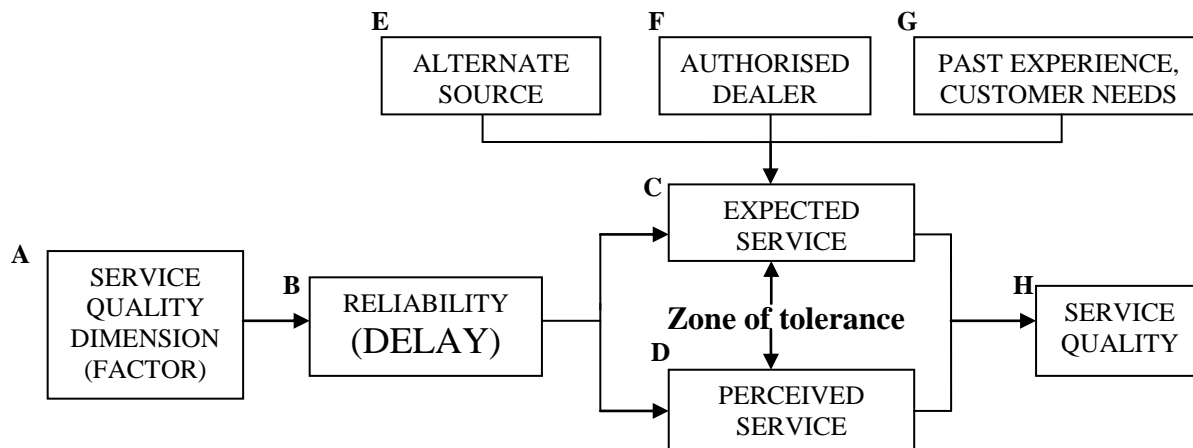 E
ALTERNATE
SOURCE
F
AUTHORISED
DEALER
G
PAST EXPERIENCE,
CUSTOMER NEEDS
C
EXPECTED
SERVICE
A
SERVICE
QUALITY
DIMENSION
(FACTOR)
B
RELIABILITY
(DELAY)
Zone of tolerance
D
PERCEIVED
SERVICE
H
SERVICE
QUALITY